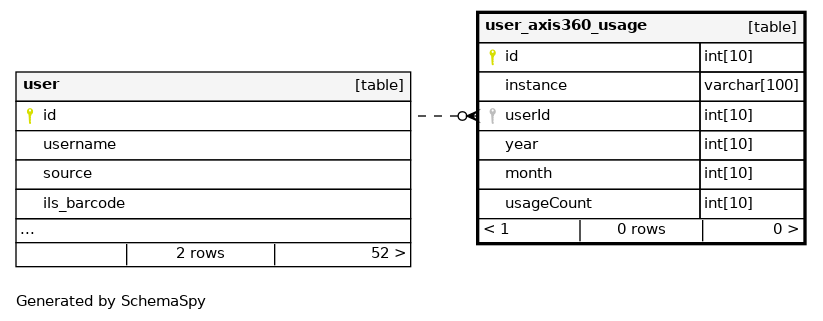 user [table]
id
username
source
ils_barcode
...
2 rows 52 >
user_axis360_usage [table]
id int[10]
instance varchar[100]
userId int[10]
year int[10]
month int[10]
usageCount int[10]
< 1 0 rows 0 >
Generated by SchemaSpy